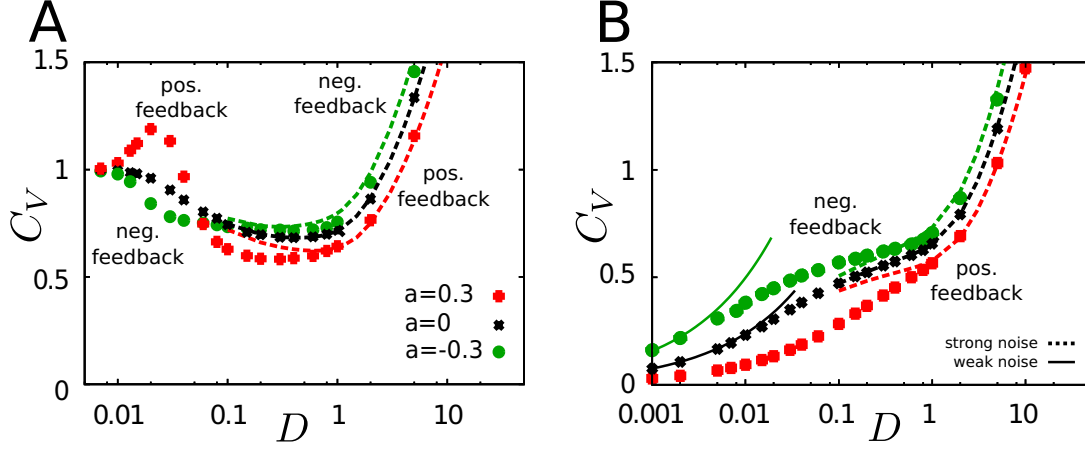 A
1.5
1
0.5
0
C_V
pos.
feedback
neg.
feedback
pos.
feedback
neg.
feedback
a=0.3
a=0
a=-0.3
0.01
0.1
1
10
D
B
1.5
1
0.5
0
C_V
neg.
feedback
pos.
feedback
strong noise
weak noise
0.001
0.01
0.1
1
10
D